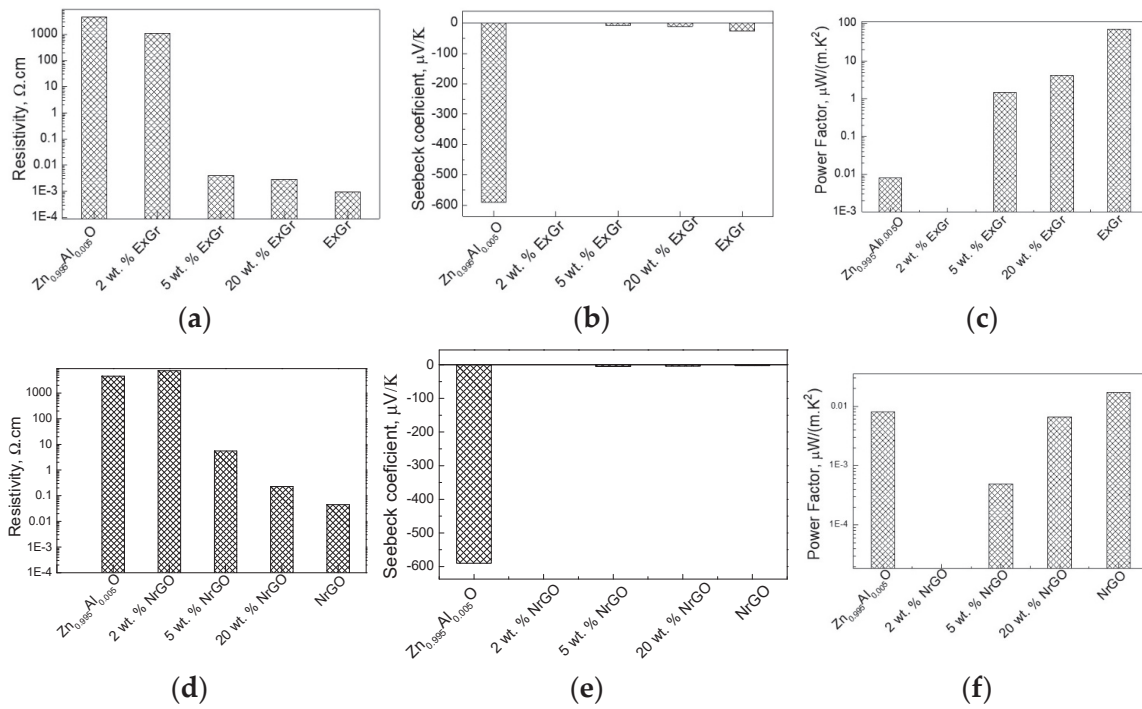 Resistivity, Ω.cm
1000
100
10
1
0.1
0.01
1E-3
1E-4
Zn0.995Al0.005O
2 wt. % ExGr
5 wt. % ExGr
20 wt. % ExGr
ExGr
(a)
Seebeck coeficient, µV/K
0
-100
-200
-300
-400
-500
-600
Zn0.995Al0.005O
2 wt. % ExGr
5 wt. % ExGr
20 wt. % ExGr
ExGr
(b)
Power Factor, µW/(m.K²)
100
10
1
0.1
0.01
1E-3
Zn0.995Al0.005O
2 wt. % ExGr
5 wt. % ExGr
20 wt. % ExGr
ExGr
(c)
Resistivity, Ω.cm
1000
100
10
1
0.1
0.01
1E-3
1E-4
Zn0.995Al0.005O
2 wt. % NrGO
5 wt. % NrGO
20 wt. % NrGO
NrGO
(d)
Seebeck coeficient, µV/K
0
-100
-200
-300
-400
-500
-600
Zn0.995Al0.005O
2 wt. % NrGO
5 wt. % NrGO
20 wt. % NrGO
NrGO
(e)
Power Factor, µW/(m.K²)
0.01
1E-3
1E-4
Zn0.995Al0.005O
2 wt. % NrGO
5 wt. % NrGO
20 wt. % NrGO
NrGO
(f)